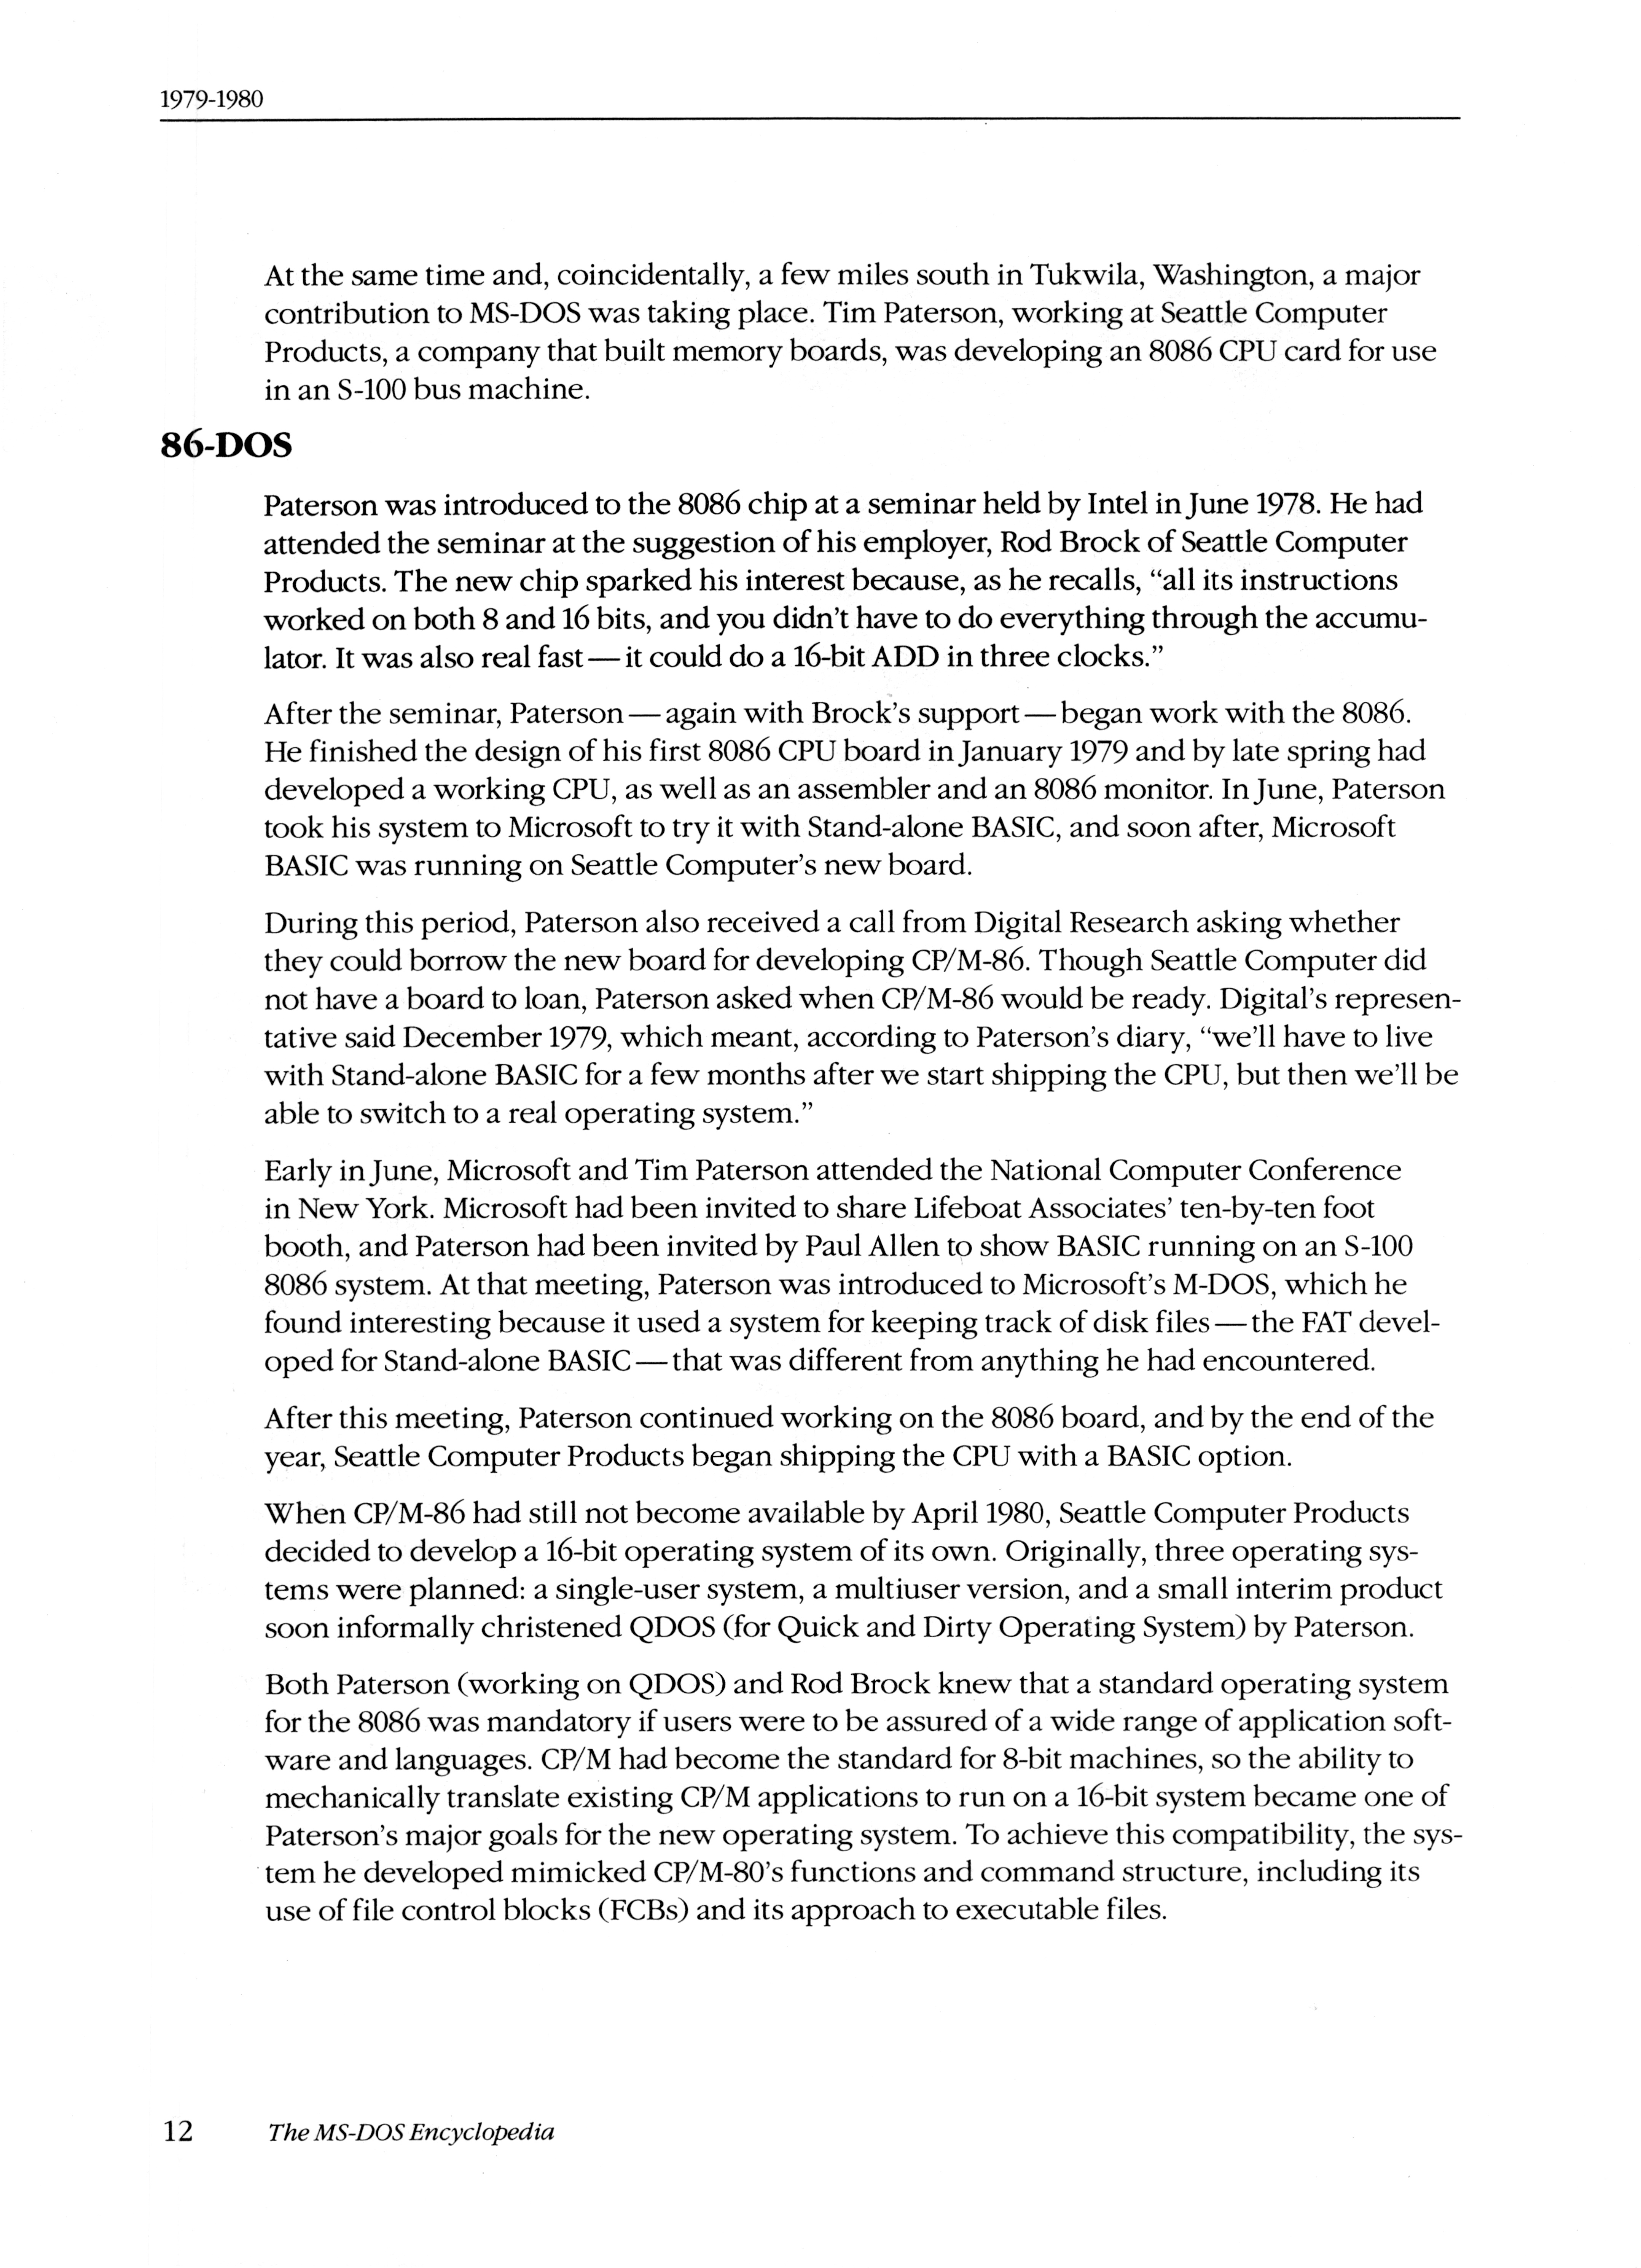 1979-1980
At the same time and, coincidentally, a few miles south in Tukwila, Washington, a major
contribution to MS-DOS was taking place. Tim Paterson, working at Seattle Computer
Products, a company that built memory boards, was developing an 8086 CPU card for use
in an S-100 bus machine.
86-DOS
Paterson was introduced to the 8086 chip at a seminar held by Intel in June 1978. He had
attended the seminar at the suggestion of his employer, Rod Brock of Seattle Computer
Products. The new chip sparked his interest because, as he recalls, “all its instructions
worked on both 8 and 16 bits, and you didn’t have to do everything through the accumu-
lator. It was also real fast — it could do a 16-bit ADD in three clocks.”
After the seminar, Paterson — again with Brock’s support — began work with the 8086.
He finished the design of his first 8086 CPU board in January 1979 and by late spring had
developed a working CPU, as well as an assembler and an 8086 monitor. In June, Paterson
took his system to Microsoft to try it with Stand-alone BASIC, and soon after, Microsoft
BASIC was running on Seattle Computer’s new board.
During this period, Paterson also received a call from Digital Research asking whether
they could borrow the new board for developing CP/M-86. Though Seattle Computer did
not have a board to loan, Paterson asked when CP/M-86 would be ready. Digital’s represen-
tative said December 1979, which meant, according to Paterson’s diary, “we’ll have to live
with Stand-alone BASIC for a few months after we start shipping the CPU, but then we’ll be
able to switch to a real operating system.”
Early in June, Microsoft and Tim Paterson attended the National Computer Conference
in New York. Microsoft had been invited to share Lifeboat Associates’ ten-by-ten foot
booth, and Paterson had been invited by Paul Allen to show BASIC running on an S-100
8086 system. At that meeting, Paterson was introduced to Microsoft’s M-DOS, which he
found interesting because it used a system for keeping track of disk files — the FAT devel-
oped for Stand-alone BASIC — that was different from anything he had encountered.
After this meeting, Paterson continued working on the 8086 board, and by the end of the
year, Seattle Computer Products began shipping the CPU with a BASIC option.
When CP/M-86 had still not become available by April 1980, Seattle Computer Products
decided to develop a 16-bit operating system of its own. Originally, three operating sys-
tems were planned: a single-user system, a multiuser version, and a small interim product
soon informally christened QDOS (for Quick and Dirty Operating System) by Paterson.
Both Paterson (working on QDOS) and Rod Brock knew that a standard operating system
for the 8086 was mandatory if users were to be assured of a wide range of application soft-
ware and languages. CP/M had become the standard for 8-bit machines, so the ability to
mechanically translate existing CP/M applications to run on a 16-bit system became one of
Paterson’s major goals for the new operating system. To achieve this compatibility, the sys-
tem he developed mimicked CP/M-80’s functions and command structure, including its
use of file control blocks (FCBs) and its approach to executable files.
12 The MS-DOS Encyclopedia